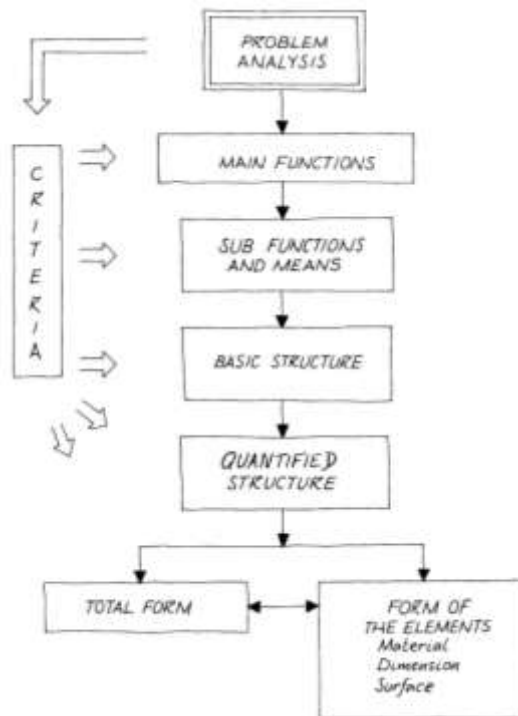 PROBLEM
ANALYSIS
CRITERIA
MAIN FUNCTIONS
SUB FUNCTIONS
AND MEANS
BASIC STRUCTURE
QUANTIFIED
STRUCTURE
TOTAL FORM
FORM OF
THE ELEMENTS
Material
Dimension
Surface